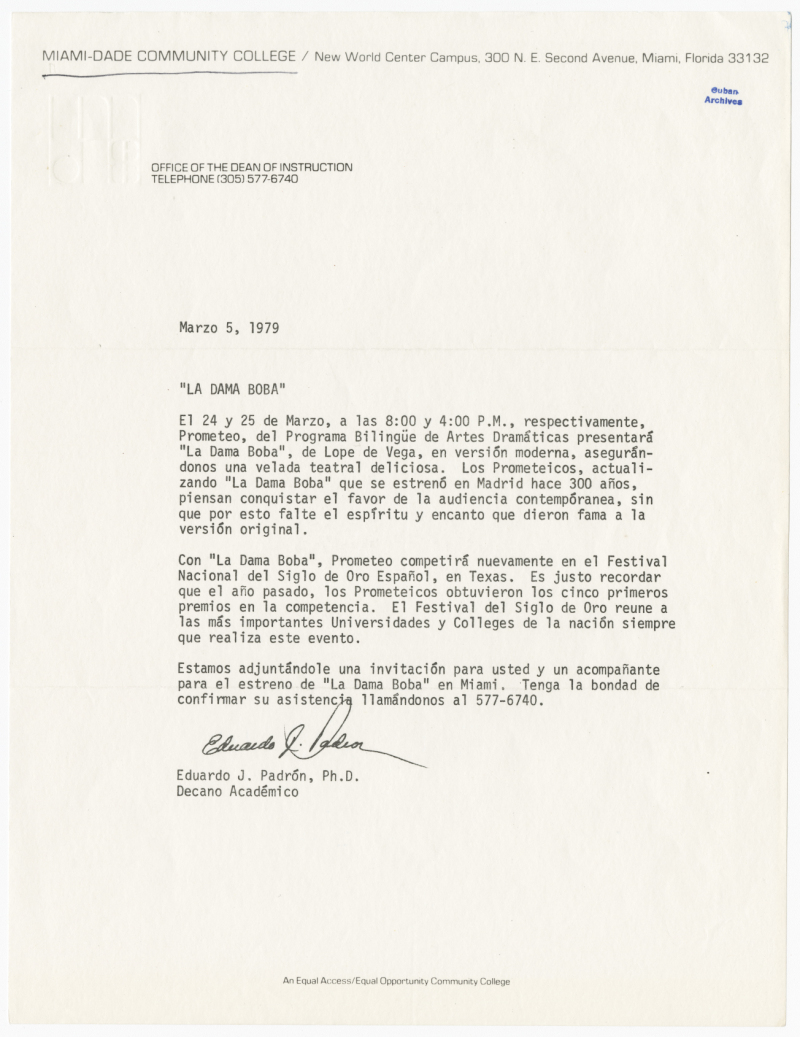 MIAMI-DADE COMMUNITY COLLEGE / New World Center Campus, 300 N. E. Second Avenue, Miami, Florida 33132
Cuban
Archives
OFFICE OF THE DEAN OF INSTRUCTION
TELEPHONE (305) 577-6740
Marzo 5, 1979
"LA DAMA BOBA"
El 24 y 25 de Marzo, a las 8:00 y 4:00 P.M., respectivamente,
Prometeo, del Programa Bilingüe de Artes Dramáticas presentará
"La Dama Boba", de Lope de Vega, en versión moderna, asegurán-
donos una velada teatral deliciosa. Los Prometeicos, actuali-
zando "La Dama Boba" que se estrenó en Madrid hace 300 años,
piensan conquistar el favor de la audiencia contempóranea, sin
que por esto falte el espíritu y encanto que dieron fama a la
versión original.
Con "La Dama Boba", Prometeo competirá nuevamente en el Festival
Nacional del Siglo de Oro Español, en Texas. Es justo recordar
que el año pasado, los Prometeicos obtuvieron los cinco primeros
premios en la competencia. El Festival del Siglo de Oro reune a
las más importantes Universidades y Colleges de la nación siempre
que realiza este evento.
Estamos adjuntándole una invitación para usted y un acompañante
para el estreno de "La Dama Boba" en Miami. Tenga la bondad de
confirmar su asistencia llamándonos al 577-6740.
Eduardo J. Padron
Eduardo J. Padrón, Ph.D.
Decano Académico
An Equal Access/Equal Opportunity Community College